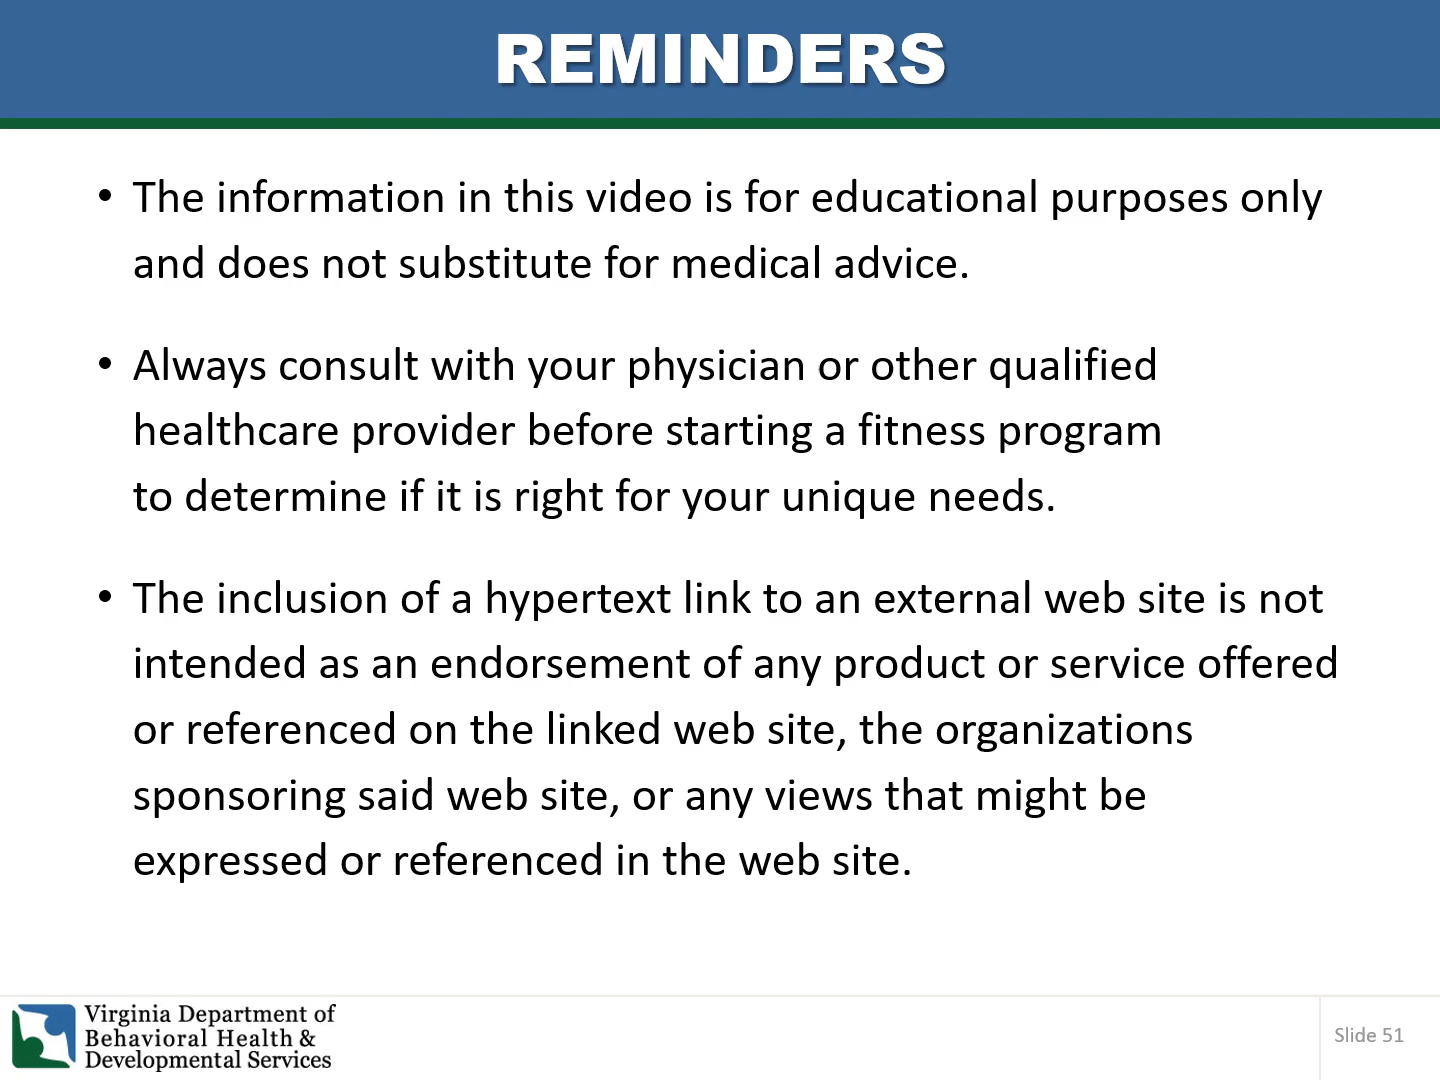 REMINDERS
• The information in this video is for educational purposes only
and does not substitute for medical advice.
• Always consult with your physician or other qualified
healthcare provider before starting a fitness program
to determine if it is right for your unique needs.
• The inclusion of a hypertext link to an external web site is not
intended as an endorsement of any product or service offered
or referenced on the linked web site, the organizations
sponsoring said web site, or any views that might be
expressed or referenced in the web site.
Virginia Department of
Behavioral Health &
Developmental Services
Slide 51